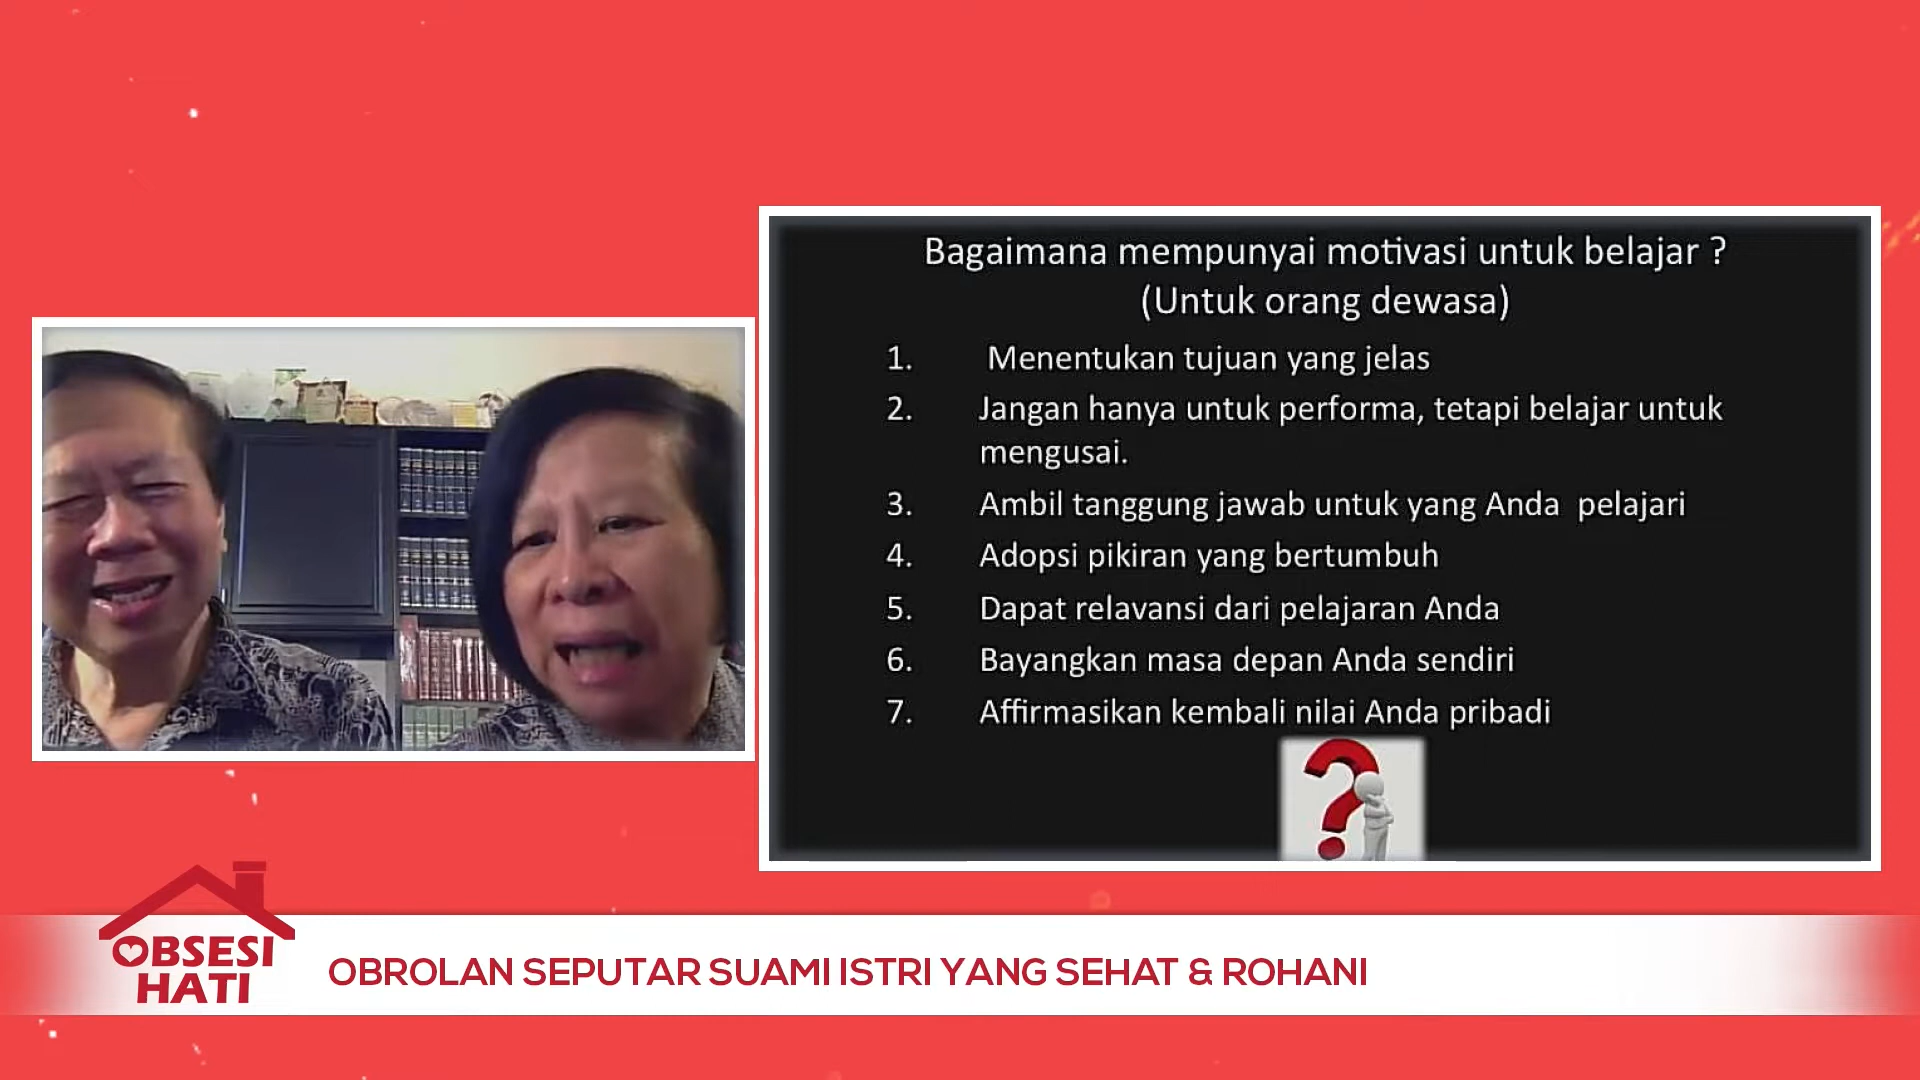 Bagaimana mempunyai motivasi untuk belajar ?
(Untuk orang dewasa)
1. Menentukan tujuan yang jelas
2. Jangan hanya untuk performa, tetapi belajar untuk
mengusai.
3. Ambil tanggung jawab untuk yang Anda pelajari
4. Adopsi pikiran yang bertumbuh
5. Dapat relavansi dari pelajaran Anda
6. Bayangkan masa depan Anda sendiri
7. Affirmasikan kembali nilai Anda pribadi
OBSESI
HATI
OBROLAN SEPUTAR SUAMI ISTRI YANG SEHAT & ROHANI